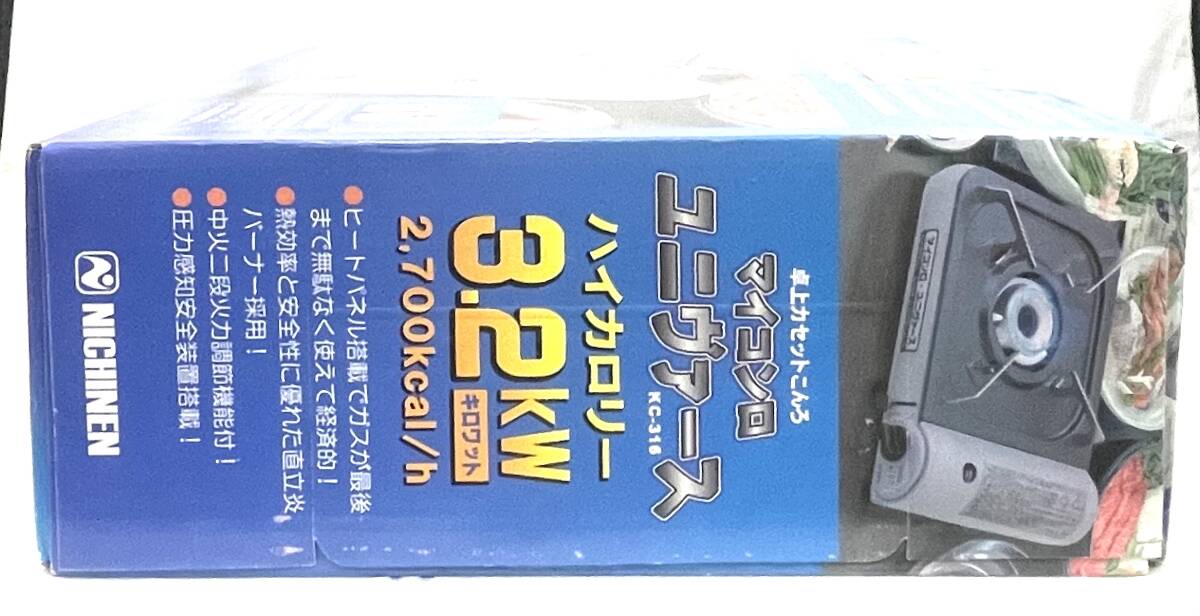 卓上カセットこんろ
マイコンロ
ユニヴァース
KC-316
ハイカロリー
3.2kW
キロワット
2,700kcal/h
●ヒートパネル搭載でガスが最後
まで無駄なく使えて経済的！
●熱効率と安全性に優れた直立炎
バーナー採用！
●中火二段火力調節機能付！
●圧力感知安全装置搭載！
NICHINEN